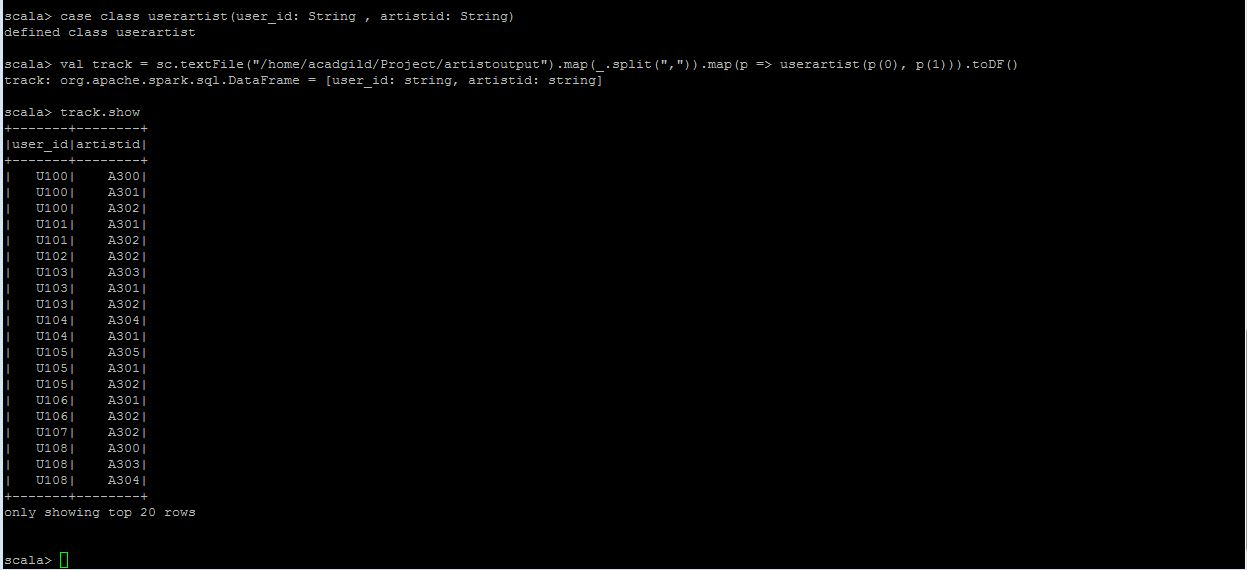 scala> case class userartist(user_id: String , artistid: String)
defined class userartist
scala> val track = sc.textFile("/home/acadgild/Project/artistoutput").map(_.split(",")).map(p => userartist(p(0), p(1))).toDF()
track: org.apache.spark.sql.DataFrame = [user_id: string, artistid: string]
scala> track.show
+-------+--------+
|user_id|artistid|
+-------+--------+
|   U100|    A300|
|   U100|    A301|
|   U100|    A302|
|   U101|    A301|
|   U101|    A302|
|   U102|    A302|
|   U103|    A303|
|   U103|    A301|
|   U103|    A302|
|   U104|    A304|
|   U104|    A301|
|   U105|    A305|
|   U105|    A301|
|   U105|    A302|
|   U106|    A301|
|   U106|    A302|
|   U107|    A302|
|   U108|    A300|
|   U108|    A303|
|   U108|    A304|
+-------+--------+
only showing top 20 rows
scala>